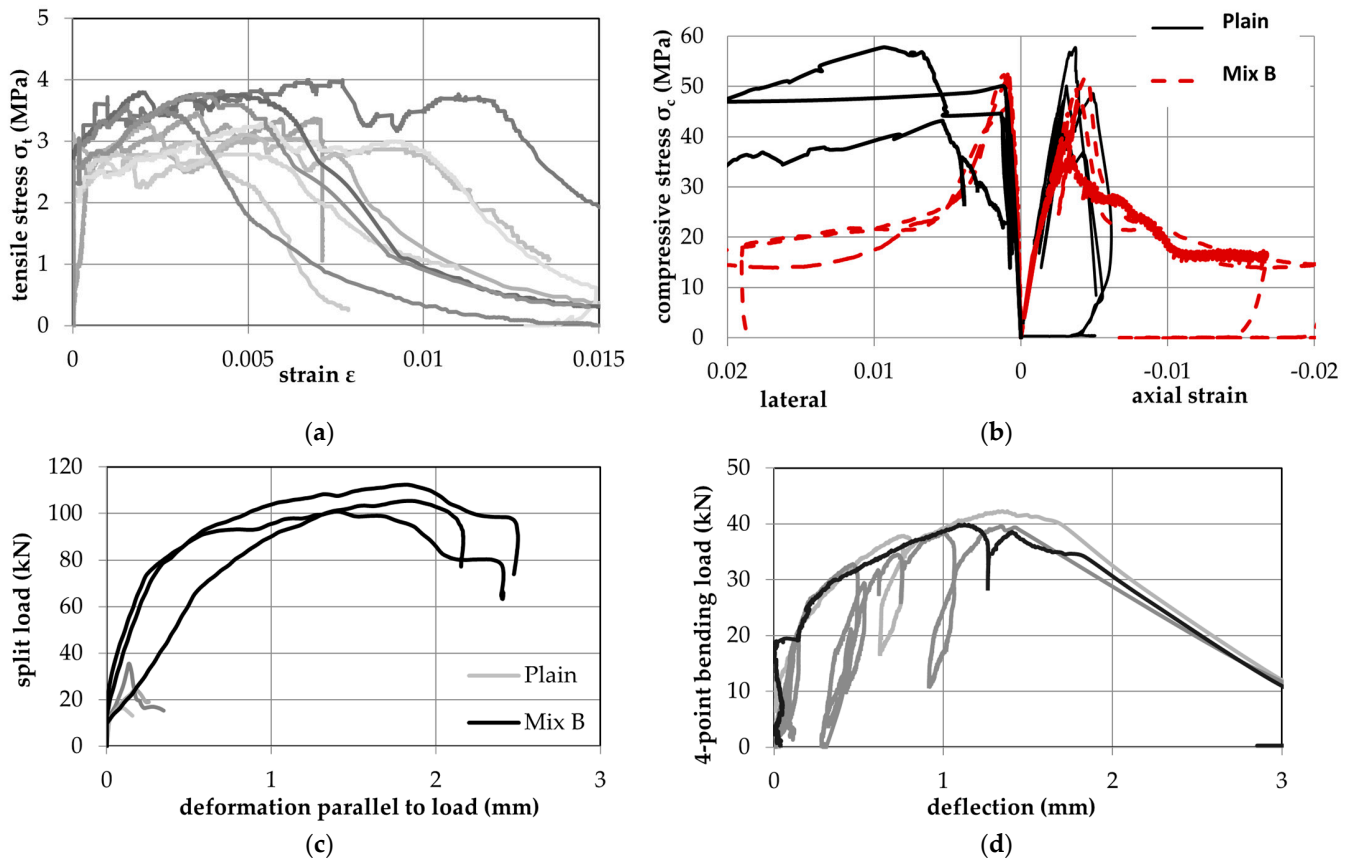 5
4
3
2
1
0
0 0.005 0.01 0.015
tensile stress σt (MPa)
strain ε
(a)
Plain
Mix B
60
50
40
30
20
10
0
0.02 0.01 0 -0.01 -0.02
compressive stress σc (MPa)
lateral axial strain
(b)
120
100
80
60
40
20
0
0 1 2 3
split load (kN)
Plain
Mix B
deformation parallel to load (mm)
(c)
50
40
30
20
10
0
0 1 2 3
4-point bending load (kN)
deflection (mm)
(d)